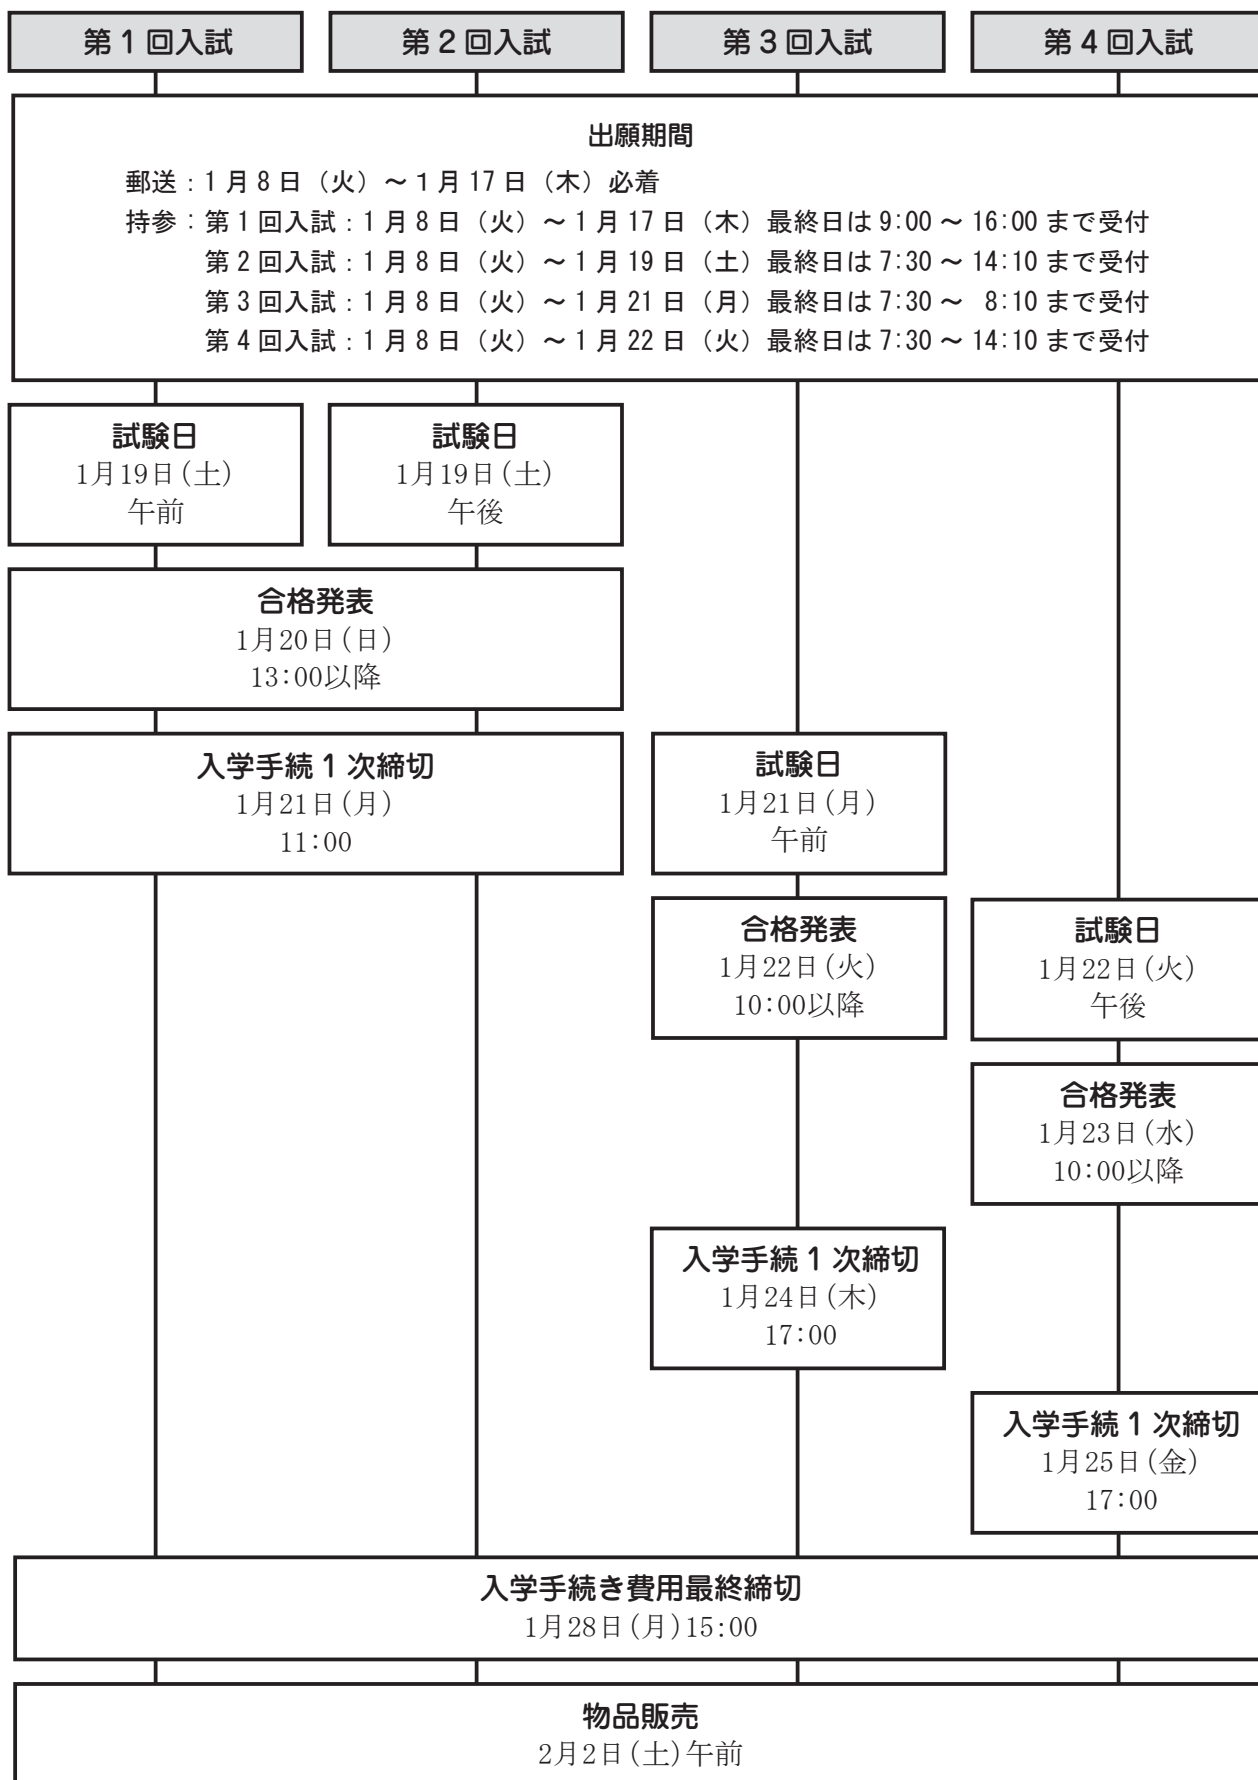 第1回入試
第2回入試
第3回入試
第4回入試
出願期間
郵送：1月8日（火）～1月17日（木）必着
持参：第1回入試：1月8日（火）～1月17日（木）最終日は9:00～16:00まで受付
第2回入試：1月8日（火）～1月19日（土）最終日は7:30～14:10まで受付
第3回入試：1月8日（火）～1月21日（月）最終日は7:30～ 8:10まで受付
第4回入試：1月8日（火）～1月22日（火）最終日は7:30～14:10まで受付
試験日
1月19日(土)
午前
試験日
1月19日(土)
午後
合格発表
1月20日(日)
13:00以降
入学手続1次締切
1月21日(月)
11:00
試験日
1月21日(月)
午前
合格発表
1月22日(火)
10:00以降
試験日
1月22日(火)
午後
合格発表
1月23日(水)
10:00以降
入学手続1次締切
1月24日(木)
17:00
入学手続1次締切
1月25日(金)
17:00
入学手続き費用最終締切
1月28日(月)15:00
物品販売
2月2日(土)午前